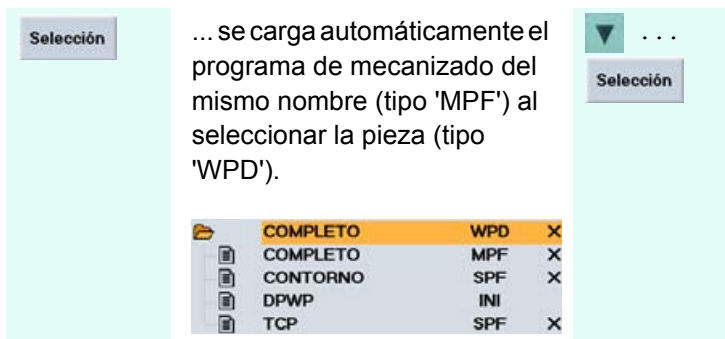 Selección
... se carga automáticamente el
programa de mecanizado del
mismo nombre (tipo 'MPF') al
seleccionar la pieza (tipo
'WPD').
COMPLETO WPD X
COMPLETO MPF X
CONTORNO SPF X
DPWP INI
TCP SPF X
...
Selección